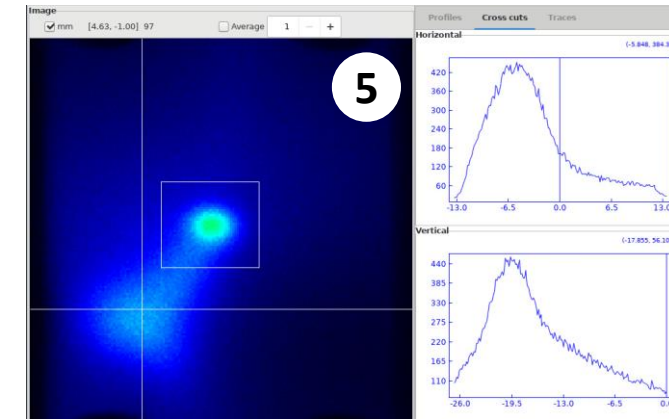 Image
mm [4.63, -1.00] 97 Average 1 − +
5
Profiles Cross cuts Traces
Horizontal
(-5.848, 384.3
420
360
300
240
180
120
60
-13.0 -6.5 0.0 6.5 13.0
Vertical
(-17.855, 56.10
440
385
330
275
220
165
110
-26.0 -19.5 -13.0 -6.5 0.0